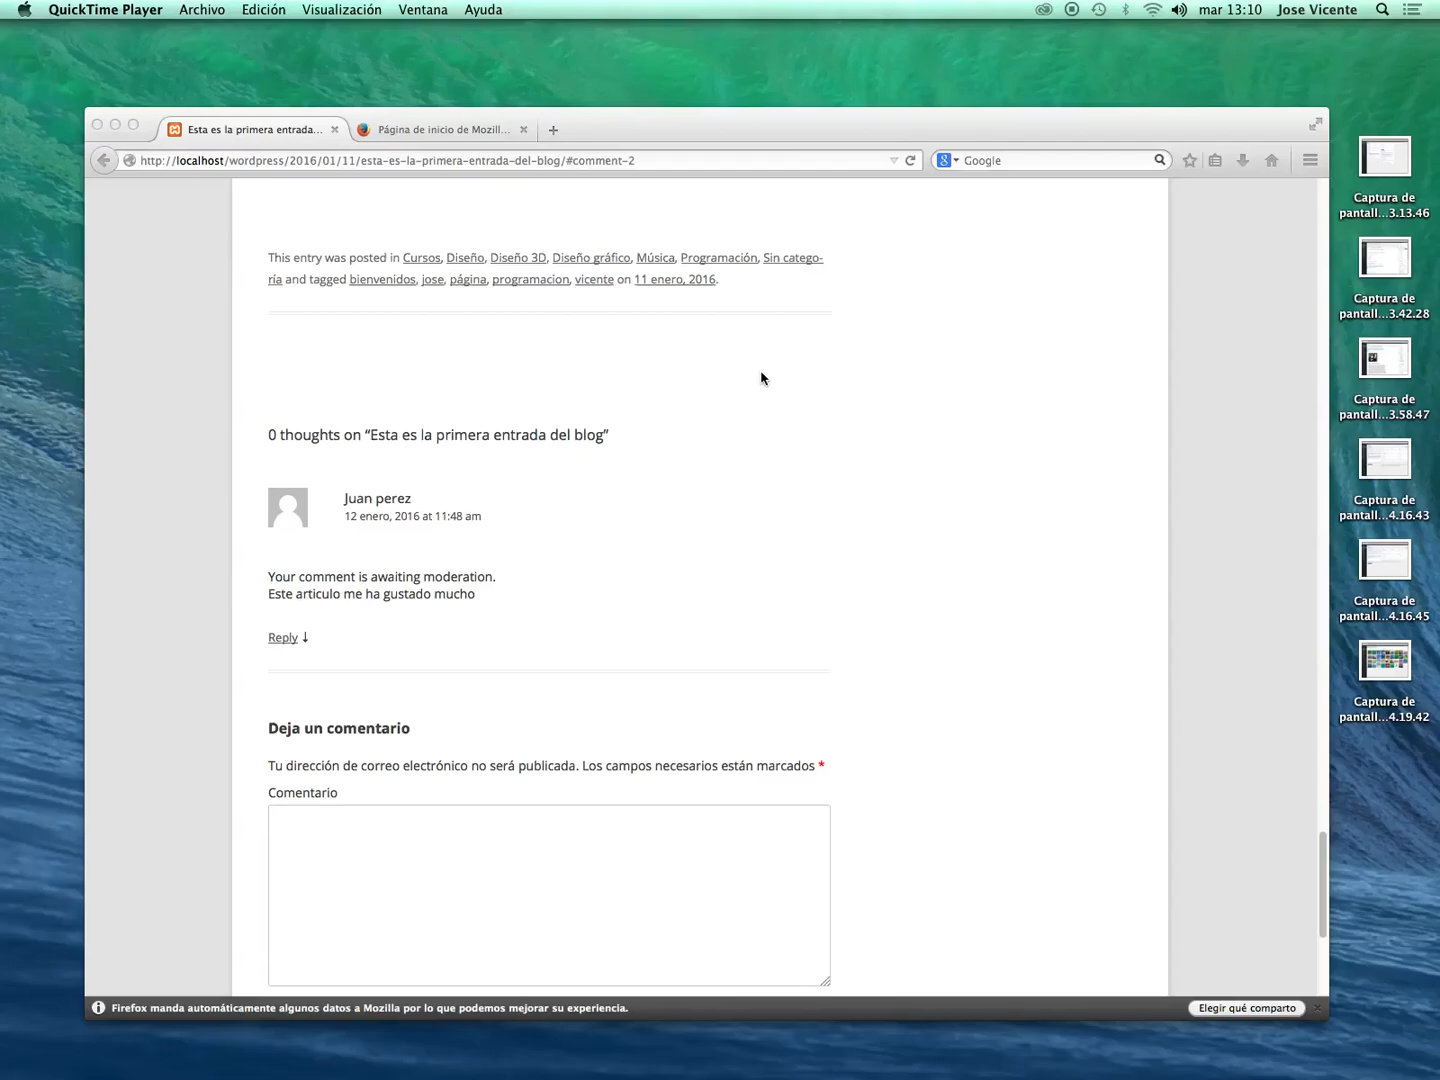 QuickTime Player Archivo Edición Visualización Ventana Ayuda mar 13:10 Jose Vicente
Esta es la primera entrada... Página de inicio de Mozill...
http://localhost/wordpress/2016/01/11/esta-es-la-primera-entrada-del-blog/#comment-2 Google
This entry was posted in Cursos, Diseño, Diseño 3D, Diseño gráfico, Música, Programación, Sin catego-
ría and tagged bienvenidos, jose, página, programacion, vicente on 11 enero, 2016.
0 thoughts on “Esta es la primera entrada del blog”
Juan perez
12 enero, 2016 at 11:48 am
Your comment is awaiting moderation.
Este articulo me ha gustado mucho
Reply ↓
Deja un comentario
Tu dirección de correo electrónico no será publicada. Los campos necesarios están marcados *
Comentario
Firefox manda automáticamente algunos datos a Mozilla por lo que podemos mejorar su experiencia. Elegir qué comparto
Captura de
pantall...3.13.46
Captura de
pantall...3.42.28
Captura de
pantall...3.58.47
Captura de
pantall...4.16.43
Captura de
pantall...4.16.45
Captura de
pantall...4.19.42